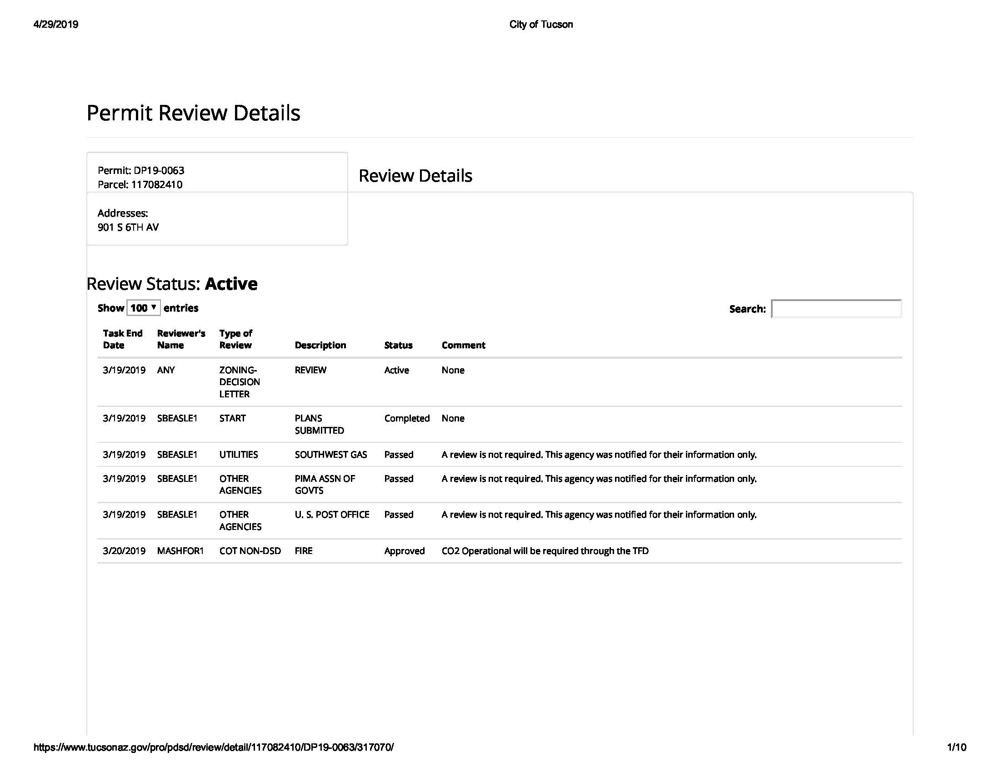 4/29/2019 City of Tucson
Permit Review Details
Permit: DP19-0063
Parcel: 117082410
Review Details
Addresses:
901 S 6TH AV
Review Status: Active
Show 100 ▼ entries Search:
Task End Date Reviewer's Name Type of Review Description Status Comment
3/19/2019 ANY ZONING-DECISION LETTER REVIEW Active None
3/19/2019 SBEASLE1 START PLANS SUBMITTED Completed None
3/19/2019 SBEASLE1 UTILITIES SOUTHWEST GAS Passed A review is not required. This agency was notified for their information only.
3/19/2019 SBEASLE1 OTHER AGENCIES PIMA ASSN OF GOVTS Passed A review is not required. This agency was notified for their information only.
3/19/2019 SBEASLE1 OTHER AGENCIES U. S. POST OFFICE Passed A review is not required. This agency was notified for their information only.
3/20/2019 MASHFOR1 COT NON-DSD FIRE Approved CO2 Operational will be required through the TFD
https://www.tucsonaz.gov/pro/pdsd/review/detail/117082410/DP19-0063/317070/ 1/10